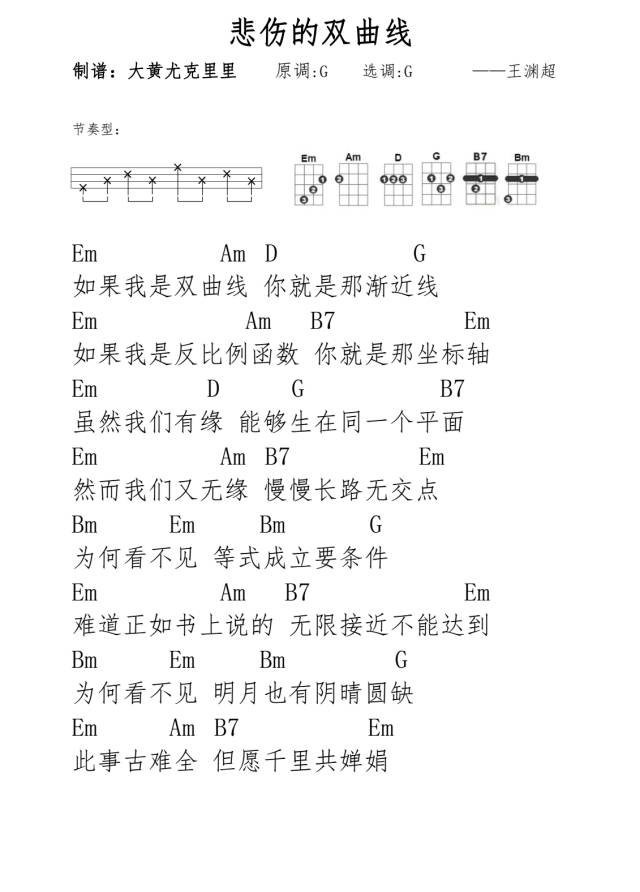 悲伤的双曲线
制谱：大黄尤克里里 原调:G 选调:G ——王渊超
节奏型：
Em Am D G B7 Bm
Em Am D G
如果我是双曲线 你就是那渐近线
Em Am B7 Em
如果我是反比例函数 你就是那坐标轴
Em D G B7
虽然我们有缘 能够生在同一个平面
Em Am B7 Em
然而我们又无缘 慢慢长路无交点
Bm Em Bm G
为何看不见 等式成立要条件
Em Am B7 Em
难道正如书上说的 无限接近不能达到
Bm Em Bm G
为何看不见 明月也有阴晴圆缺
Em Am B7 Em
此事古难全 但愿千里共婵娟